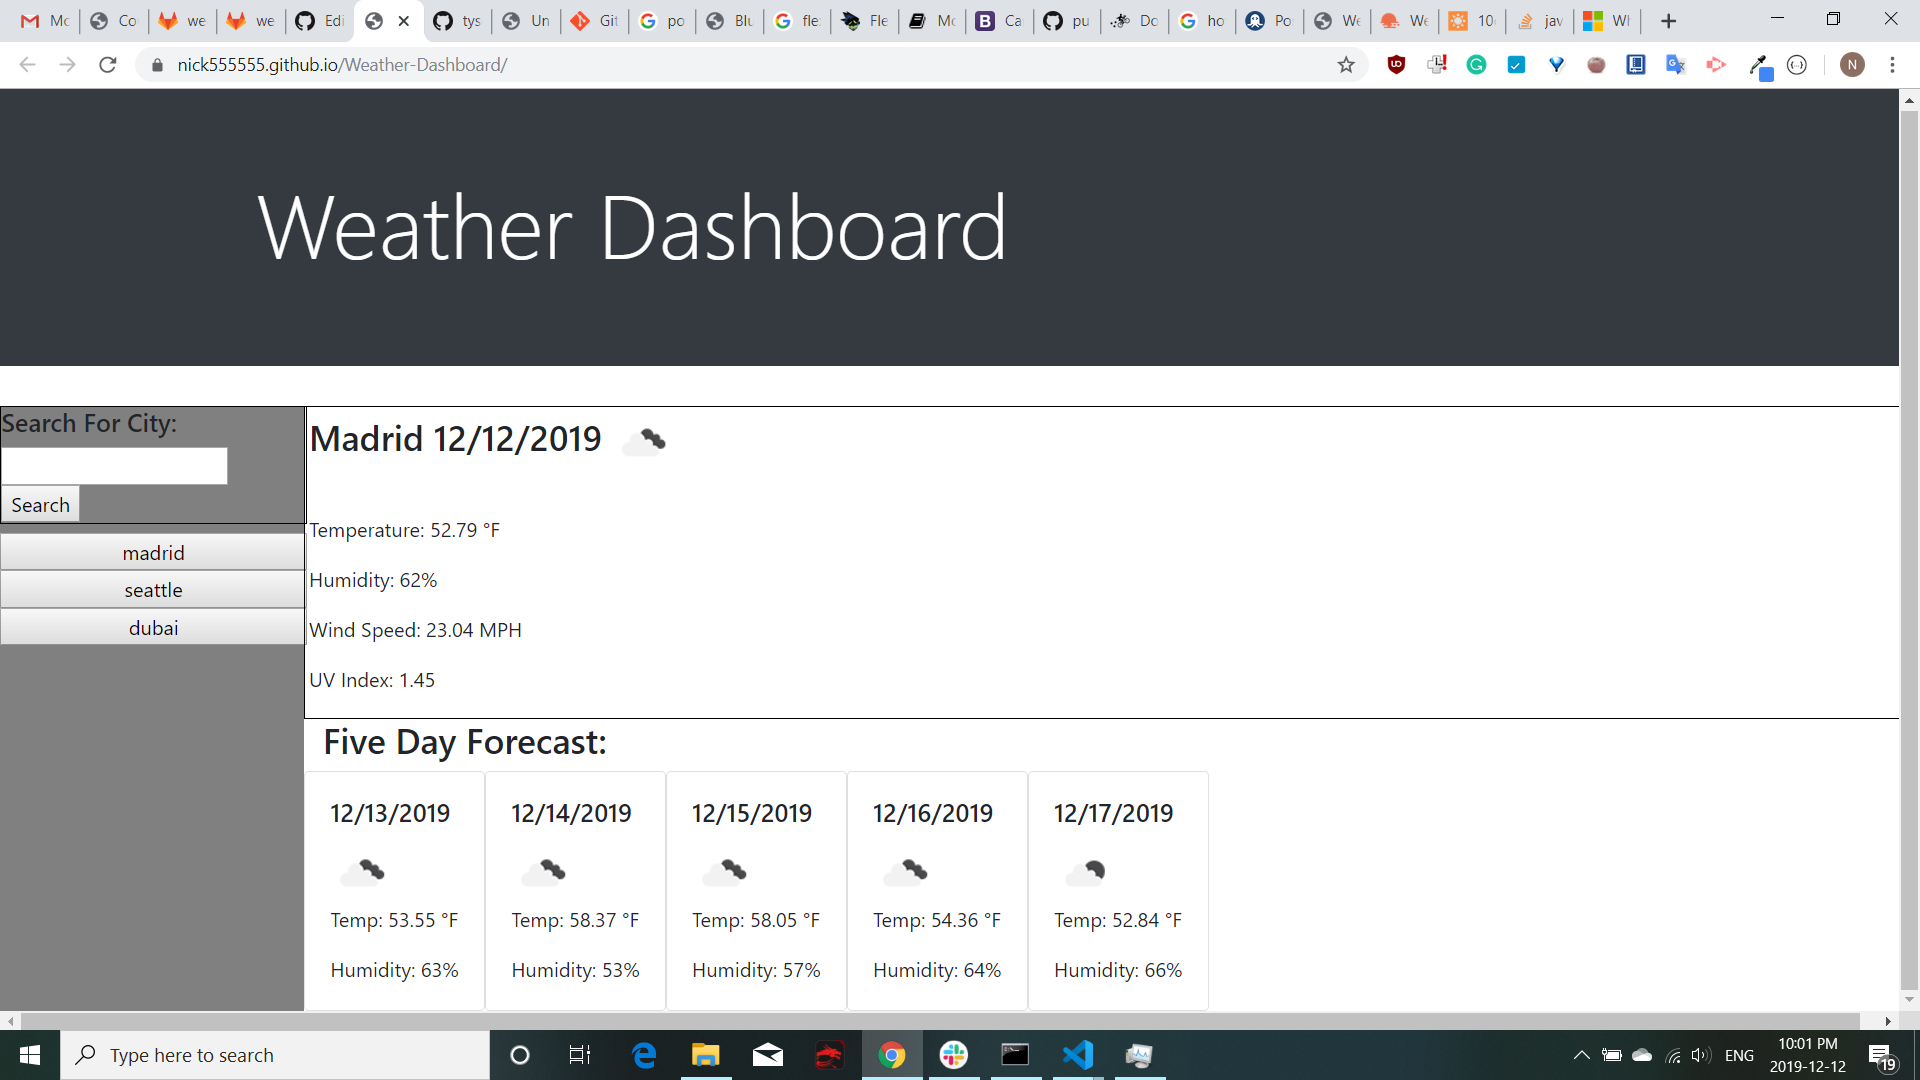 Mc
Co
we
we
Edi
tys
Un
Git
po
Blu
fle:
Fle
Mc
Ca
pu
Do
ho
Po
We
We
10
jav
Wh
nick555555.github.io/Weather-Dashboard/
N
Weather Dashboard
Search For City:
Search
madrid
seattle
dubai
Madrid 12/12/2019
Temperature: 52.79 °F
Humidity: 62%
Wind Speed: 23.04 MPH
UV Index: 1.45
Five Day Forecast:
12/13/2019 12/14/2019 12/15/2019 12/16/2019 12/17/2019
Temp: 53.55 °F Temp: 58.37 °F Temp: 58.05 °F Temp: 54.36 °F Temp: 52.84 °F
Humidity: 63% Humidity: 53% Humidity: 57% Humidity: 64% Humidity: 66%
Type here to search
ENG
10:01 PM
2019-12-12
19